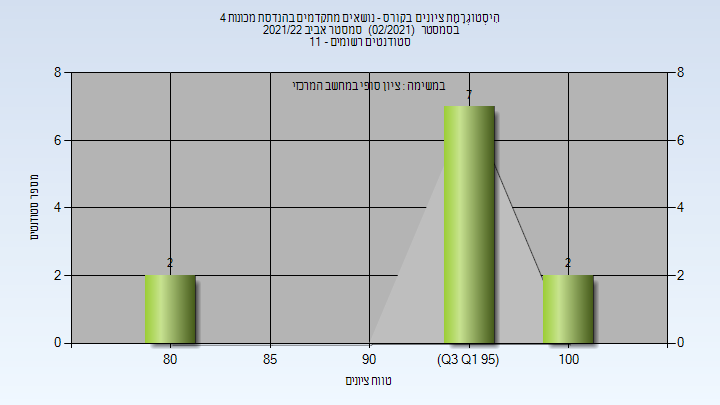 היסטוגרמת ציונים בקורס - נושאים מתקדמים בהנדסת מכונות 4
בסמסטר (02/2021) סמסטר אביב 2021/22
סטודנטים רשומים - 11
במשימה : ציון סופי במחשב המרכזי
8 8
7
6 6
מספר סטודנטים
4 4
2 2 2 2
0 0
80 85 90 (Q3 Q1 95) 100
טווח ציונים